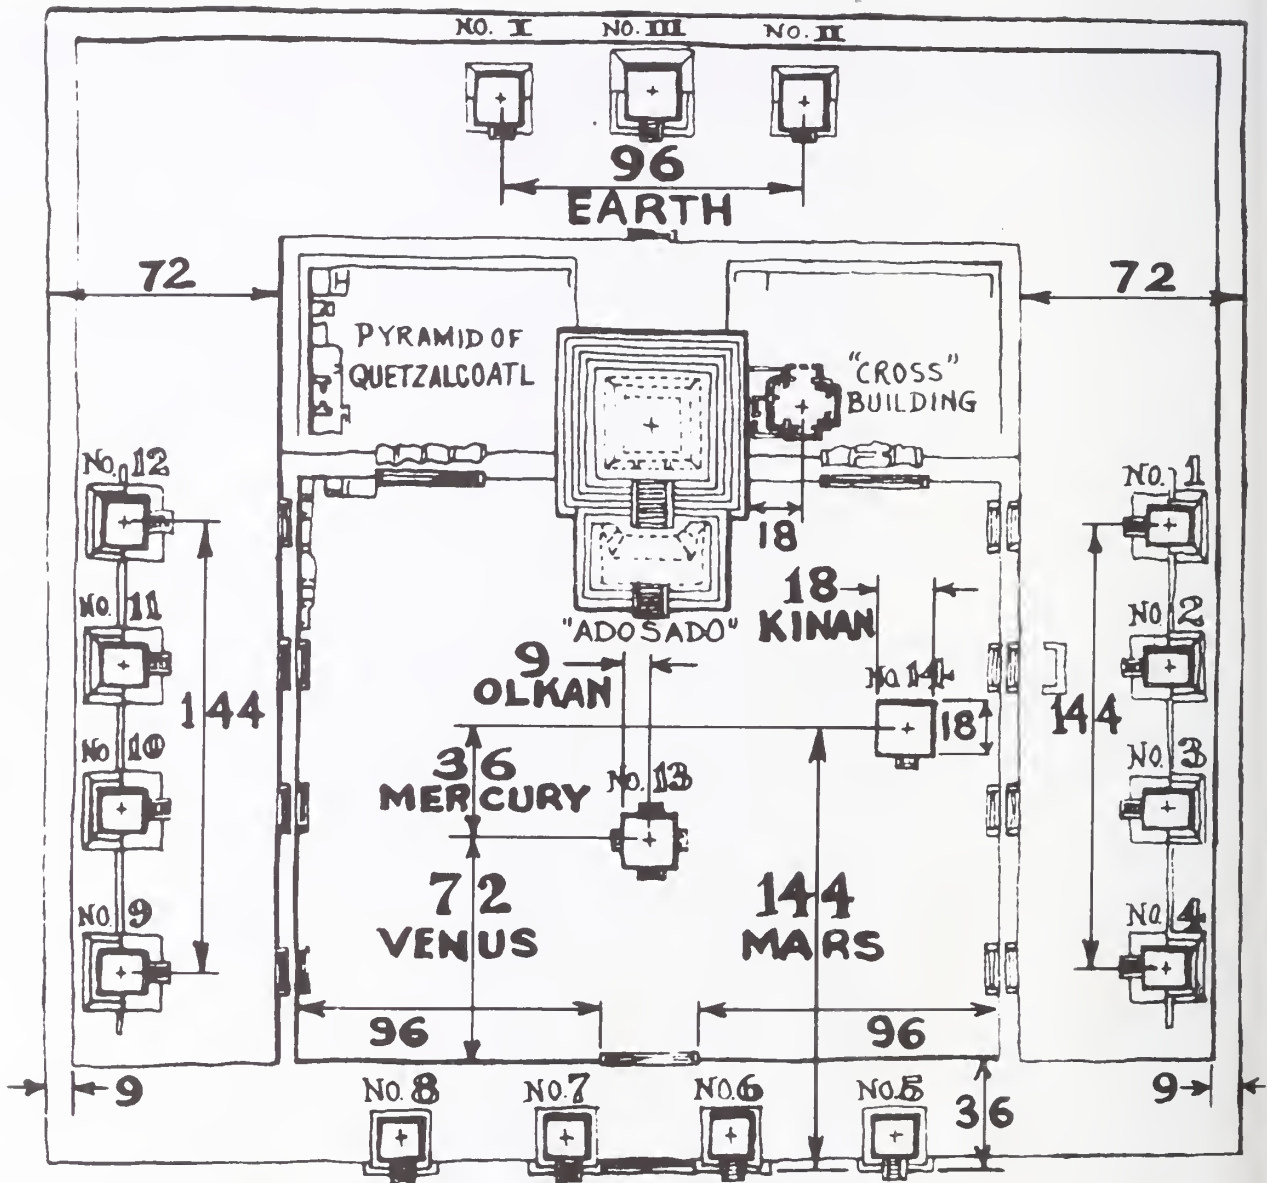 NO. I NO. III NO. II
96
EARTH
72
72
PYRAMID OF
QUETZALCOATL
"CROSS"
BUILDING
NO. 12
NO. 1
18
18
KINAN
"ADOSADO"
NO. 11
NO. 2
9
OLKAN
NO. 14
144
144
18
NO 10
NO. 3
36
MERCURY
NO. 13
72
VENUS
144
MARS
NO. 9
NO. 4
96
96
9
NO. 8
NO. 7
NO. 6
NO. 5
36
9